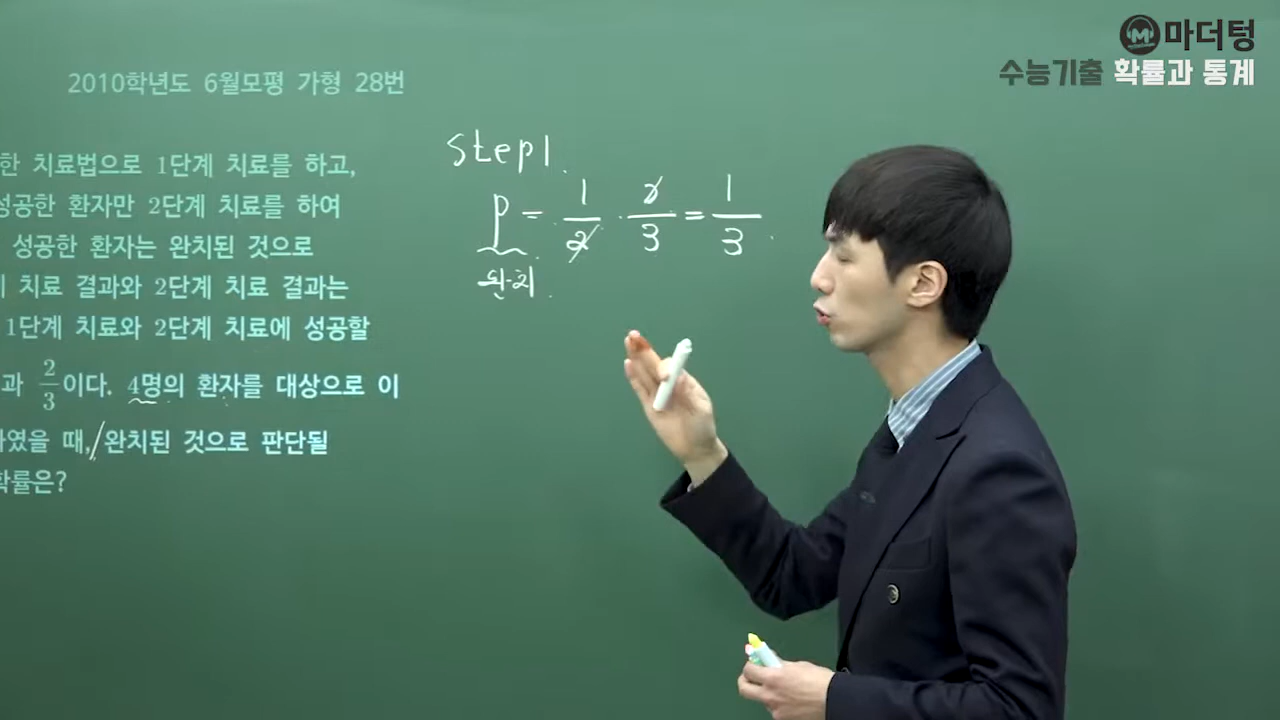 마더텅
수능기출 확률과 통계
2010학년도 6월모평 가형 28번
한 치료법으로 1단계 치료를 하고,
성공한 환자만 2단계 치료를 하여
성공한 환자는 완치된 것으로
치료 결과와 2단계 치료 결과는
1단계 치료와 2단계 치료에 성공할
과 2/3이다. 4명의 환자를 대상으로 이
였을 때, 완치된 것으로 판단될
확률은?
Step1.
P = 1/2 · 2/3 = 1/3.
완치.